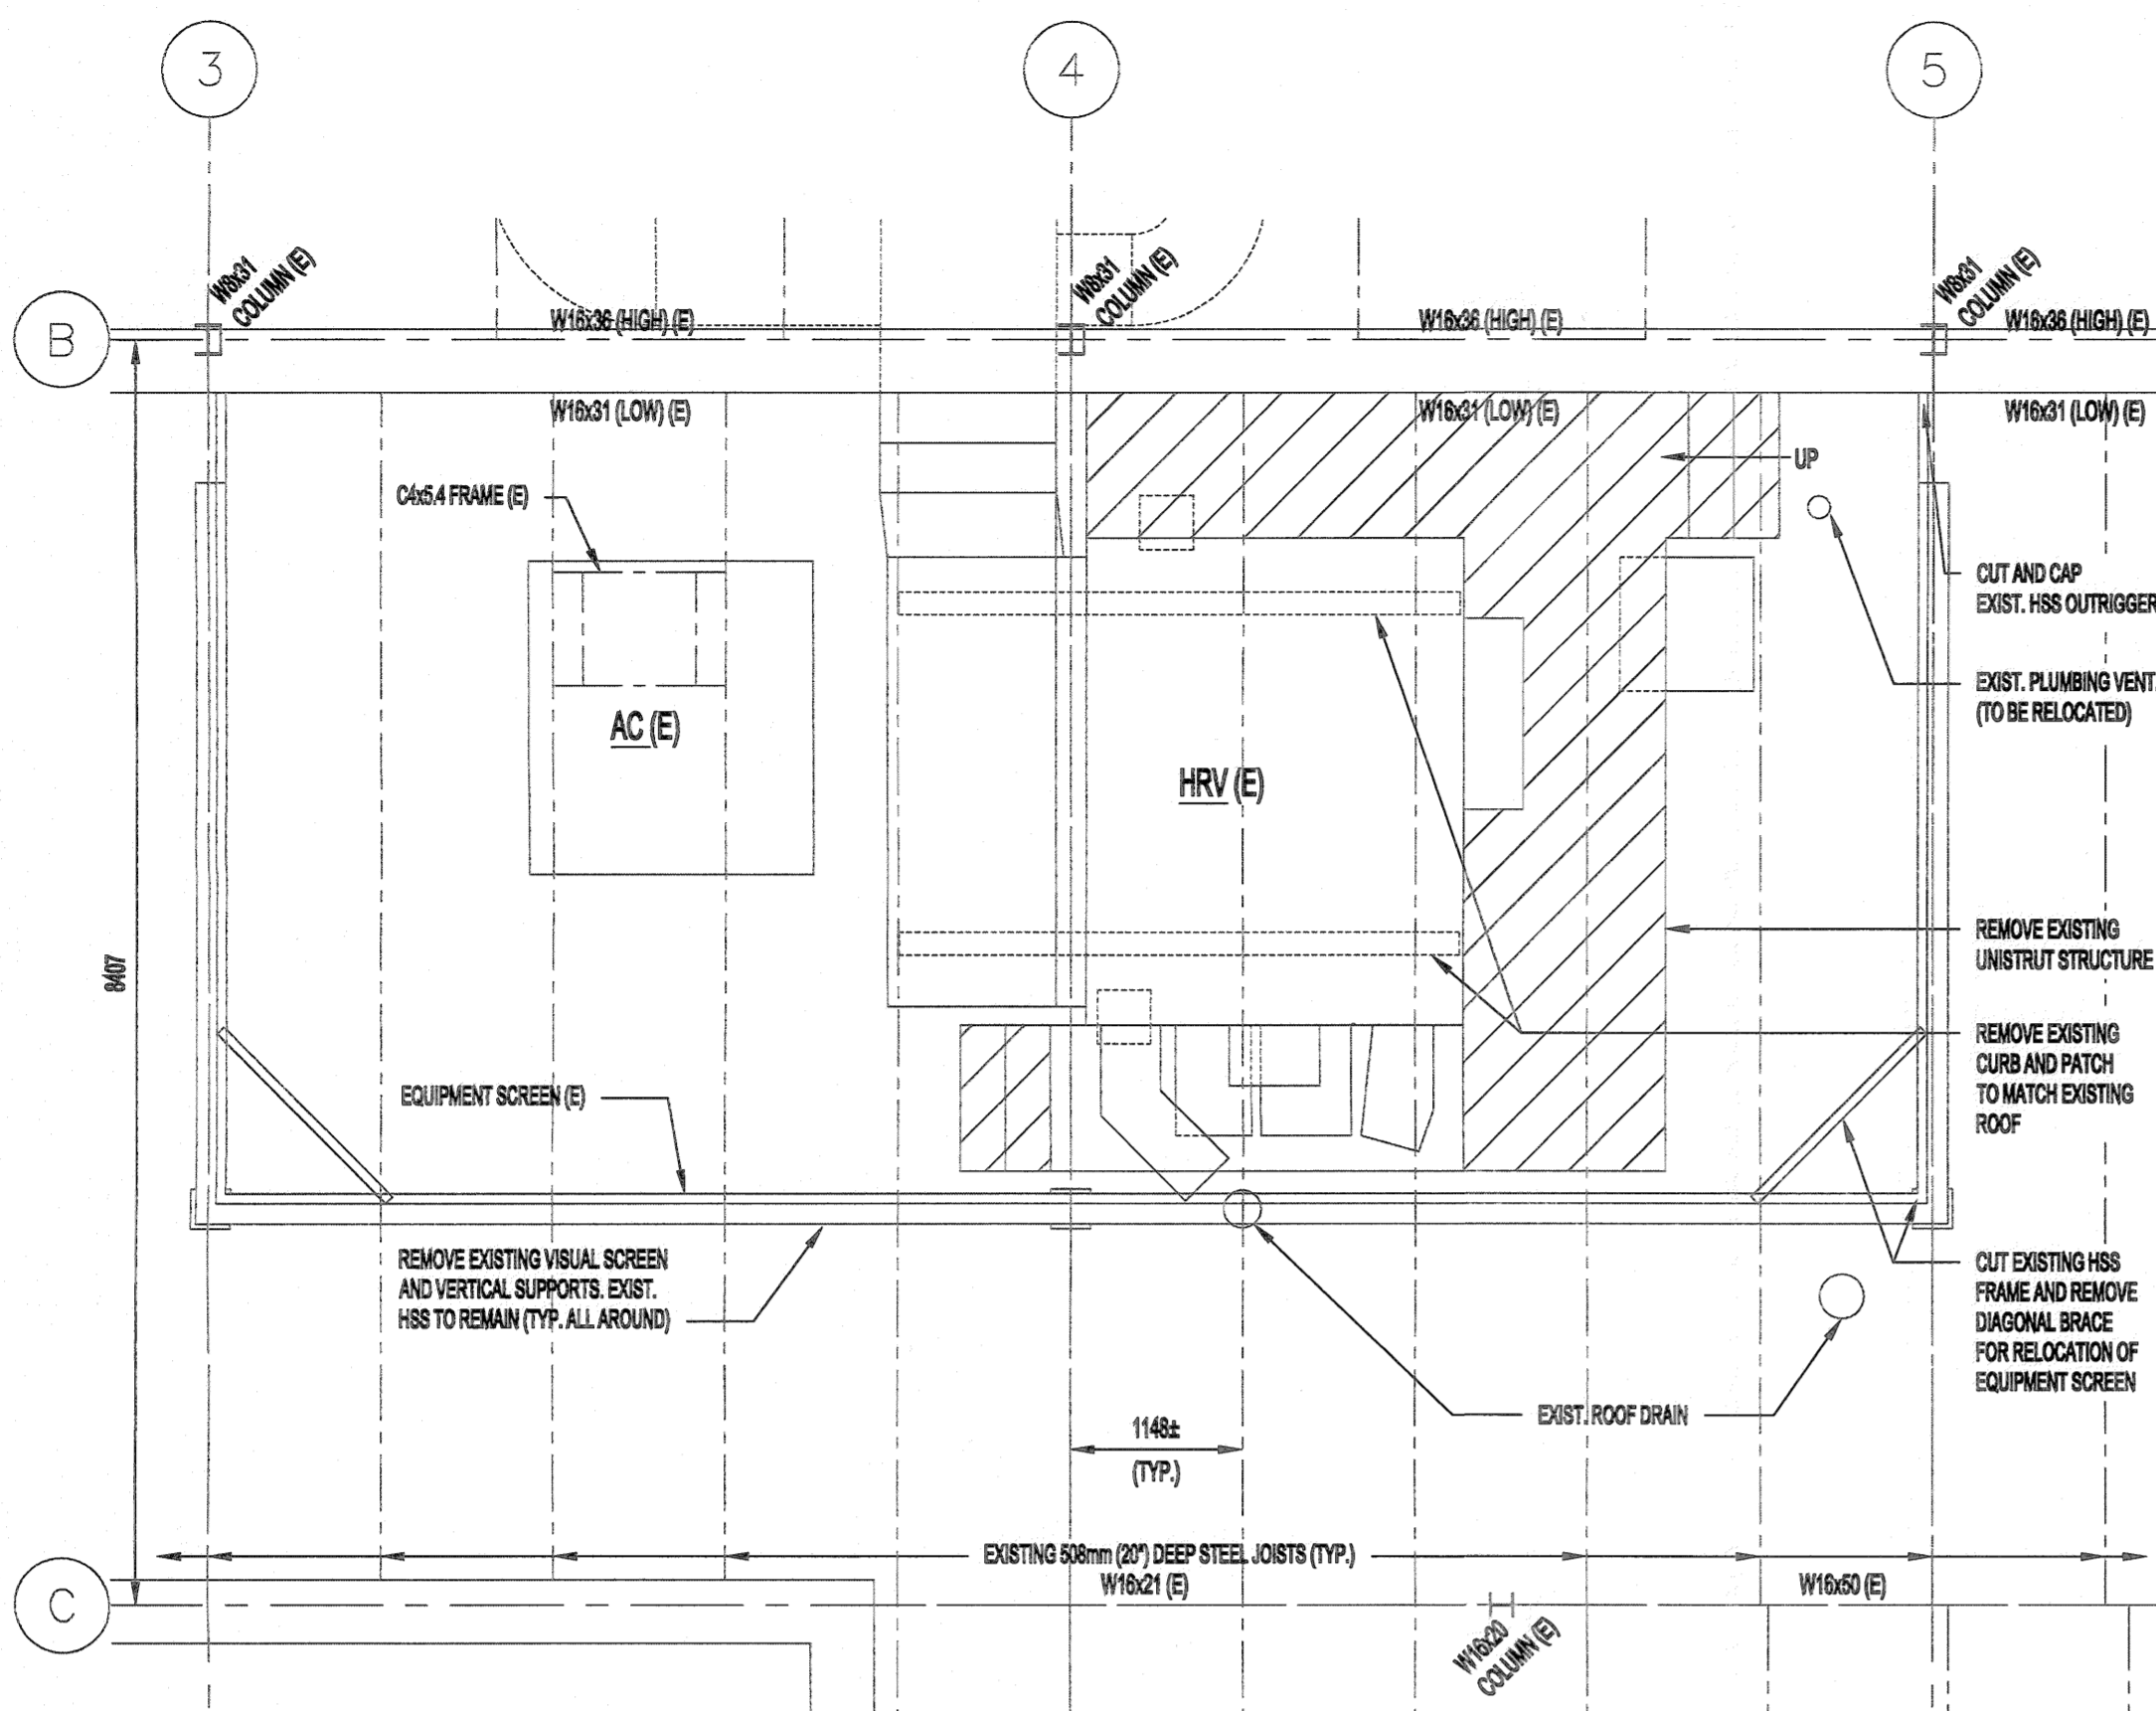 3
4
5
W8x31
COLUMN (E)
W8x31
COLUMN (E)
W8x31
COLUMN (E)
B
W16x36 (HIGH) (E)
W16x36 (HIGH) (E)
W16x36 (HIGH) (E)
W16x31 (LOW) (E)
W16x31 (LOW) (E)
W16x31 (LOW) (E)
UP
C4x5.4 FRAME (E)
CUT AND CAP
EXIST. HSS OUTRIGGER
EXIST. PLUMBING VENT.
(TO BE RELOCATED)
AC (E)
HRV (E)
8407
REMOVE EXISTING
UNISTRUT STRUCTURE
REMOVE EXISTING
CURB AND PATCH
TO MATCH EXISTING
ROOF
EQUIPMENT SCREEN (E)
REMOVE EXISTING VISUAL SCREEN
AND VERTICAL SUPPORTS. EXIST.
HSS TO REMAIN (TYP. ALL AROUND)
CUT EXISTING HSS
FRAME AND REMOVE
DIAGONAL BRACE
FOR RELOCATION OF
EQUIPMENT SCREEN
EXIST. ROOF DRAIN
1148±
(TYP.)
EXISTING 508mm (20") DEEP STEEL JOISTS (TYP.)
W16x21 (E)
W16x50 (E)
C
W16x20
COLUMN (E)